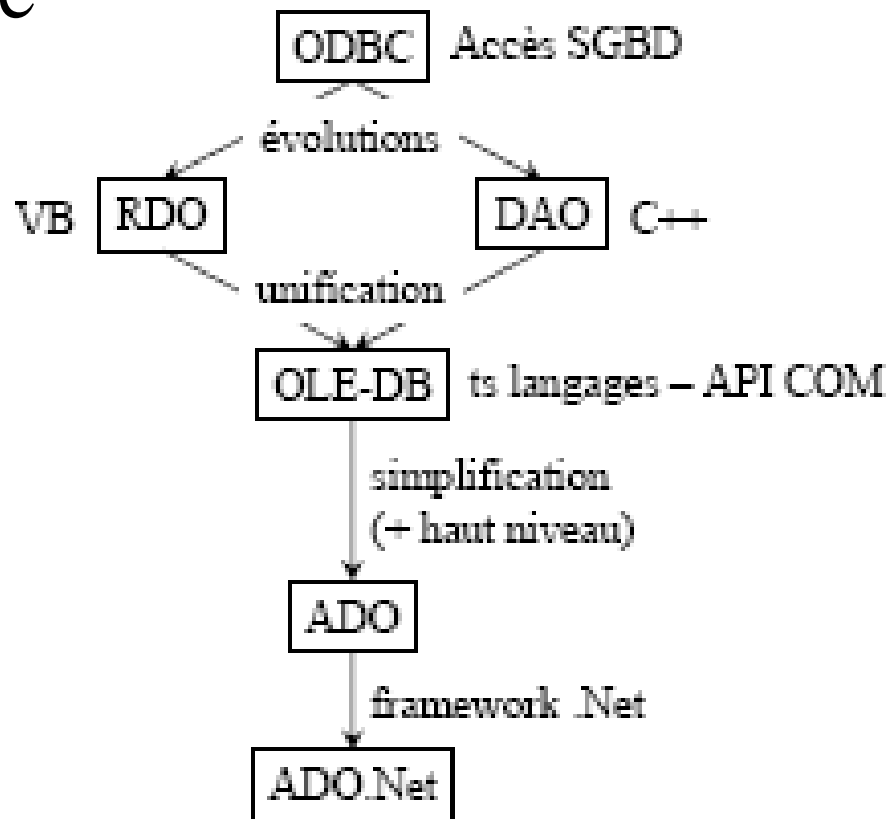 ODBC Accès SGBD
évolutions
VB RDO DAO C++
unification
OLE-DB ts langages – API COM
simplification
(+ haut niveau)
ADO
framework .Net
ADO.Net